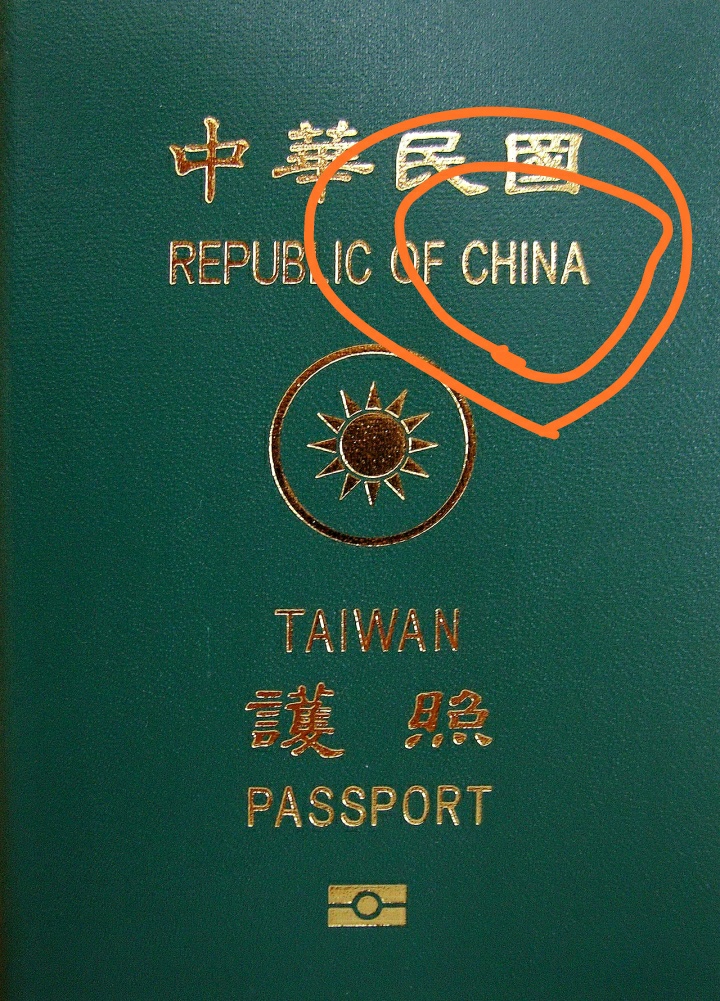 中華民國
REPUBLIC OF CHINA
TAIWAN
護照
PASSPORT